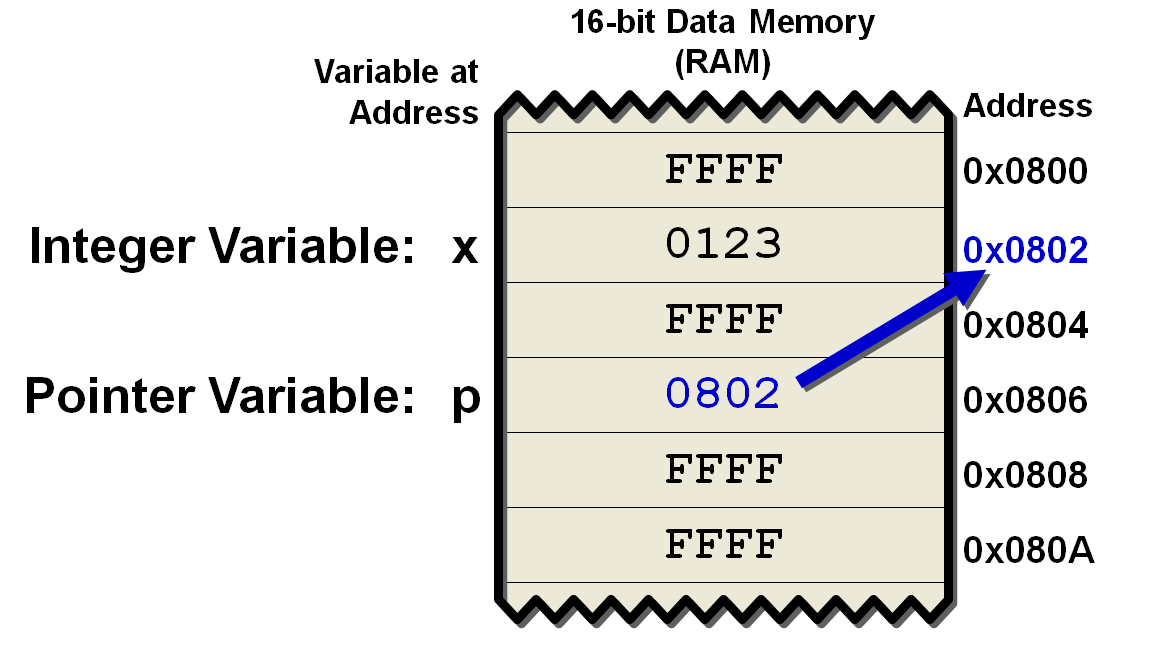 16-bit Data Memory
(RAM)
Variable at
Address
Address
FFFF 0x0800
Integer Variable: x 0123 0x0802
FFFF 0x0804
Pointer Variable: p 0802 0x0806
FFFF 0x0808
FFFF 0x080A